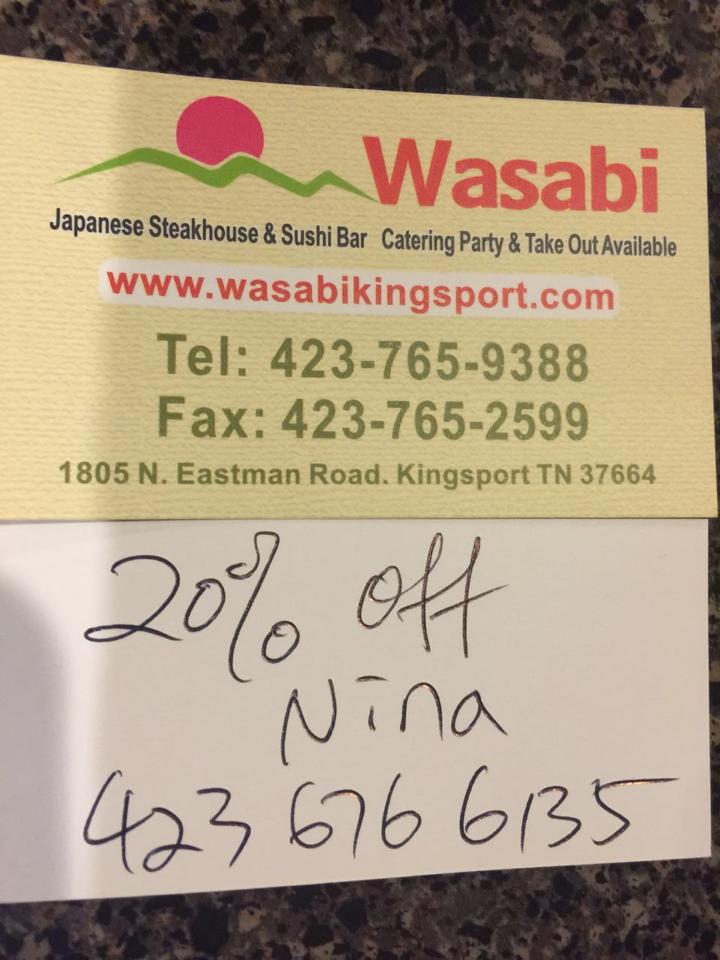 Wasabi
Japanese Steakhouse & Sushi Bar Catering Party & Take Out Available
www.wasabikingsport.com
Tel: 423-765-9388
Fax: 423-765-2599
1805 N. Eastman Road. Kingsport TN 37664
20% off
Nina
423 676 6135